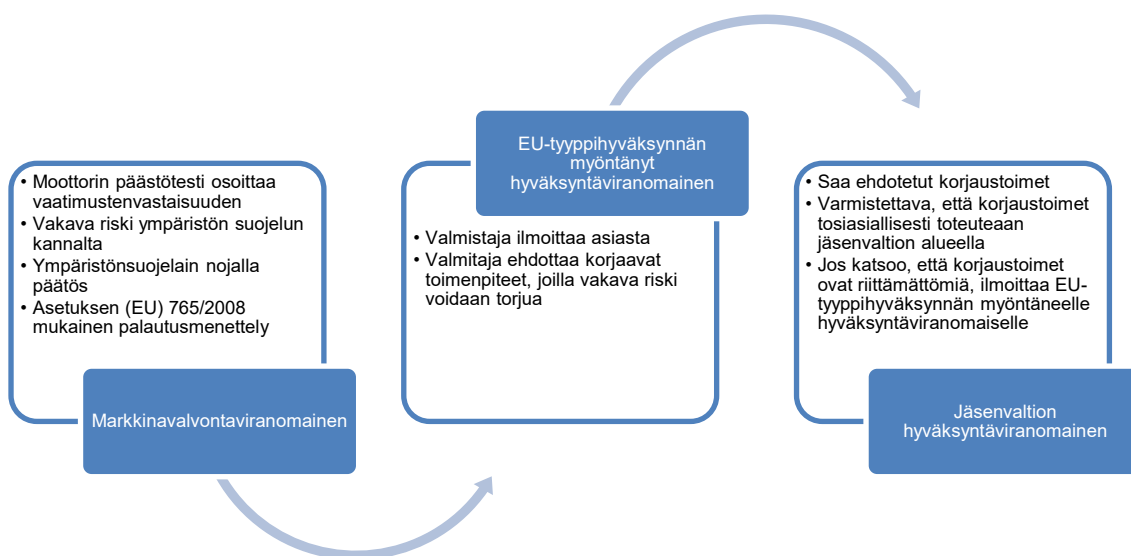 • Moottorin päästötesti osoittaa
vaatimustenvastaisuuden
• Vakava riski ympäristön suojelun
kannalta
• Ympäristönsuojelain nojalla
päätös
• Asetuksen (EU) 765/2008
mukainen palautusmenettely
Markkinavalvontaviranomainen
EU-tyyppihyväksynnän
myöntänyt
hyväksyntäviranomainen
• Valmistaja ilmoittaa asiasta
• Valmitaja ehdottaa korjaavat
toimenpiteet, joilla vakava riski
voidaan torjua
• Saa ehdotetut korjaustoimet
• Varmistettava, että korjaustoimet
tosiasiallisesti toteuteaan
jäsenvaltion alueella
• Jos katsoo, että korjaustoimet
ovat riittämättömiä, ilmoittaa EU-
tyyppihyväksynnän myöntäneelle
hyväksyntäviranomaiselle
Jäsenvaltion
hyväksyntäviranomainen